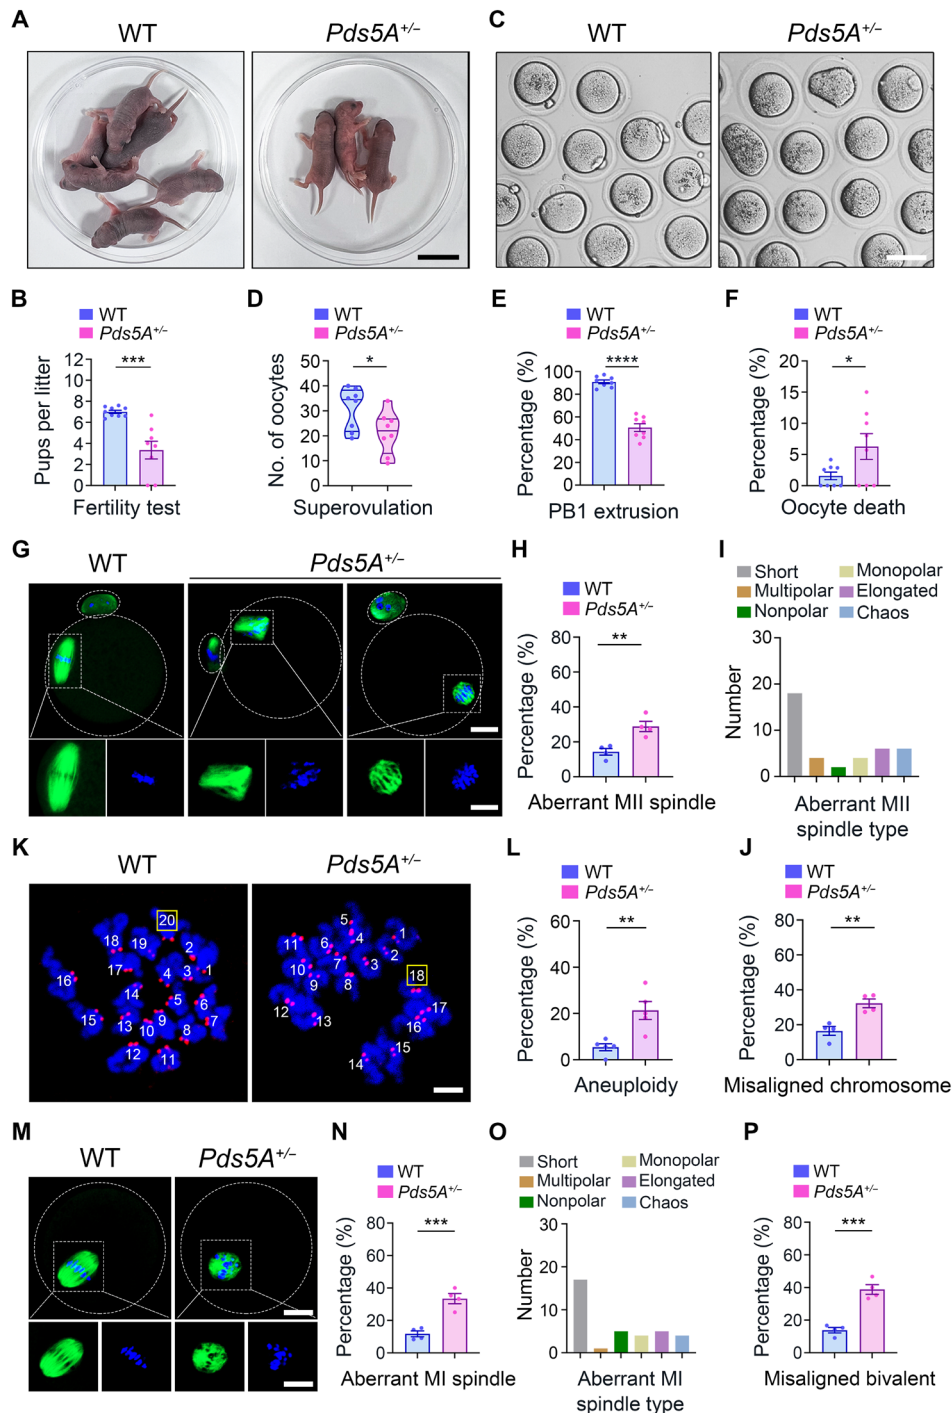 A
WT
Pds5A+/−
C
WT
Pds5A+/−
B
WT
Pds5A+/−
***
12
10
8
6
4
2
0
Pups per litter
Fertility test
D
WT
Pds5A+/−
*
50
40
30
20
10
0
No. of oocytes
Superovulation
E
WT
Pds5A+/−
****
100
80
60
40
20
0
Percentage (%)
PB1 extrusion
F
WT
Pds5A+/−
*
20
15
10
5
0
Percentage (%)
Oocyte death
G
WT
Pds5A+/−
H
WT
Pds5A+/−
**
80
60
40
20
0
Percentage (%)
Aberrant MII spindle
I
Short
Monopolar
Multipolar
Elongated
Nonpolar
Chaos
30
20
10
0
Number
Aberrant MII
spindle type
K
WT
Pds5A+/−
20
18
19
2
1
17
16
4
3
14
5
6
15
13
10
9
7
8
12
11
5
1
11
6
4
2
10
7
3
9
8
18
12
13
17
16
15
14
L
WT
Pds5A+/−
**
60
40
20
0
Percentage (%)
Aneuploidy
J
WT
Pds5A+/−
**
80
60
40
20
0
Percentage (%)
Misaligned chromosome
M
WT
Pds5A+/−
N
WT
Pds5A+/−
***
80
60
40
20
0
Percentage (%)
Aberrant MI spindle
O
Short
Monopolar
Multipolar
Elongated
Nonpolar
Chaos
30
20
10
0
Number
Aberrant MI
spindle type
P
WT
Pds5A+/−
***
80
60
40
20
0
Percentage (%)
Misaligned bivalent